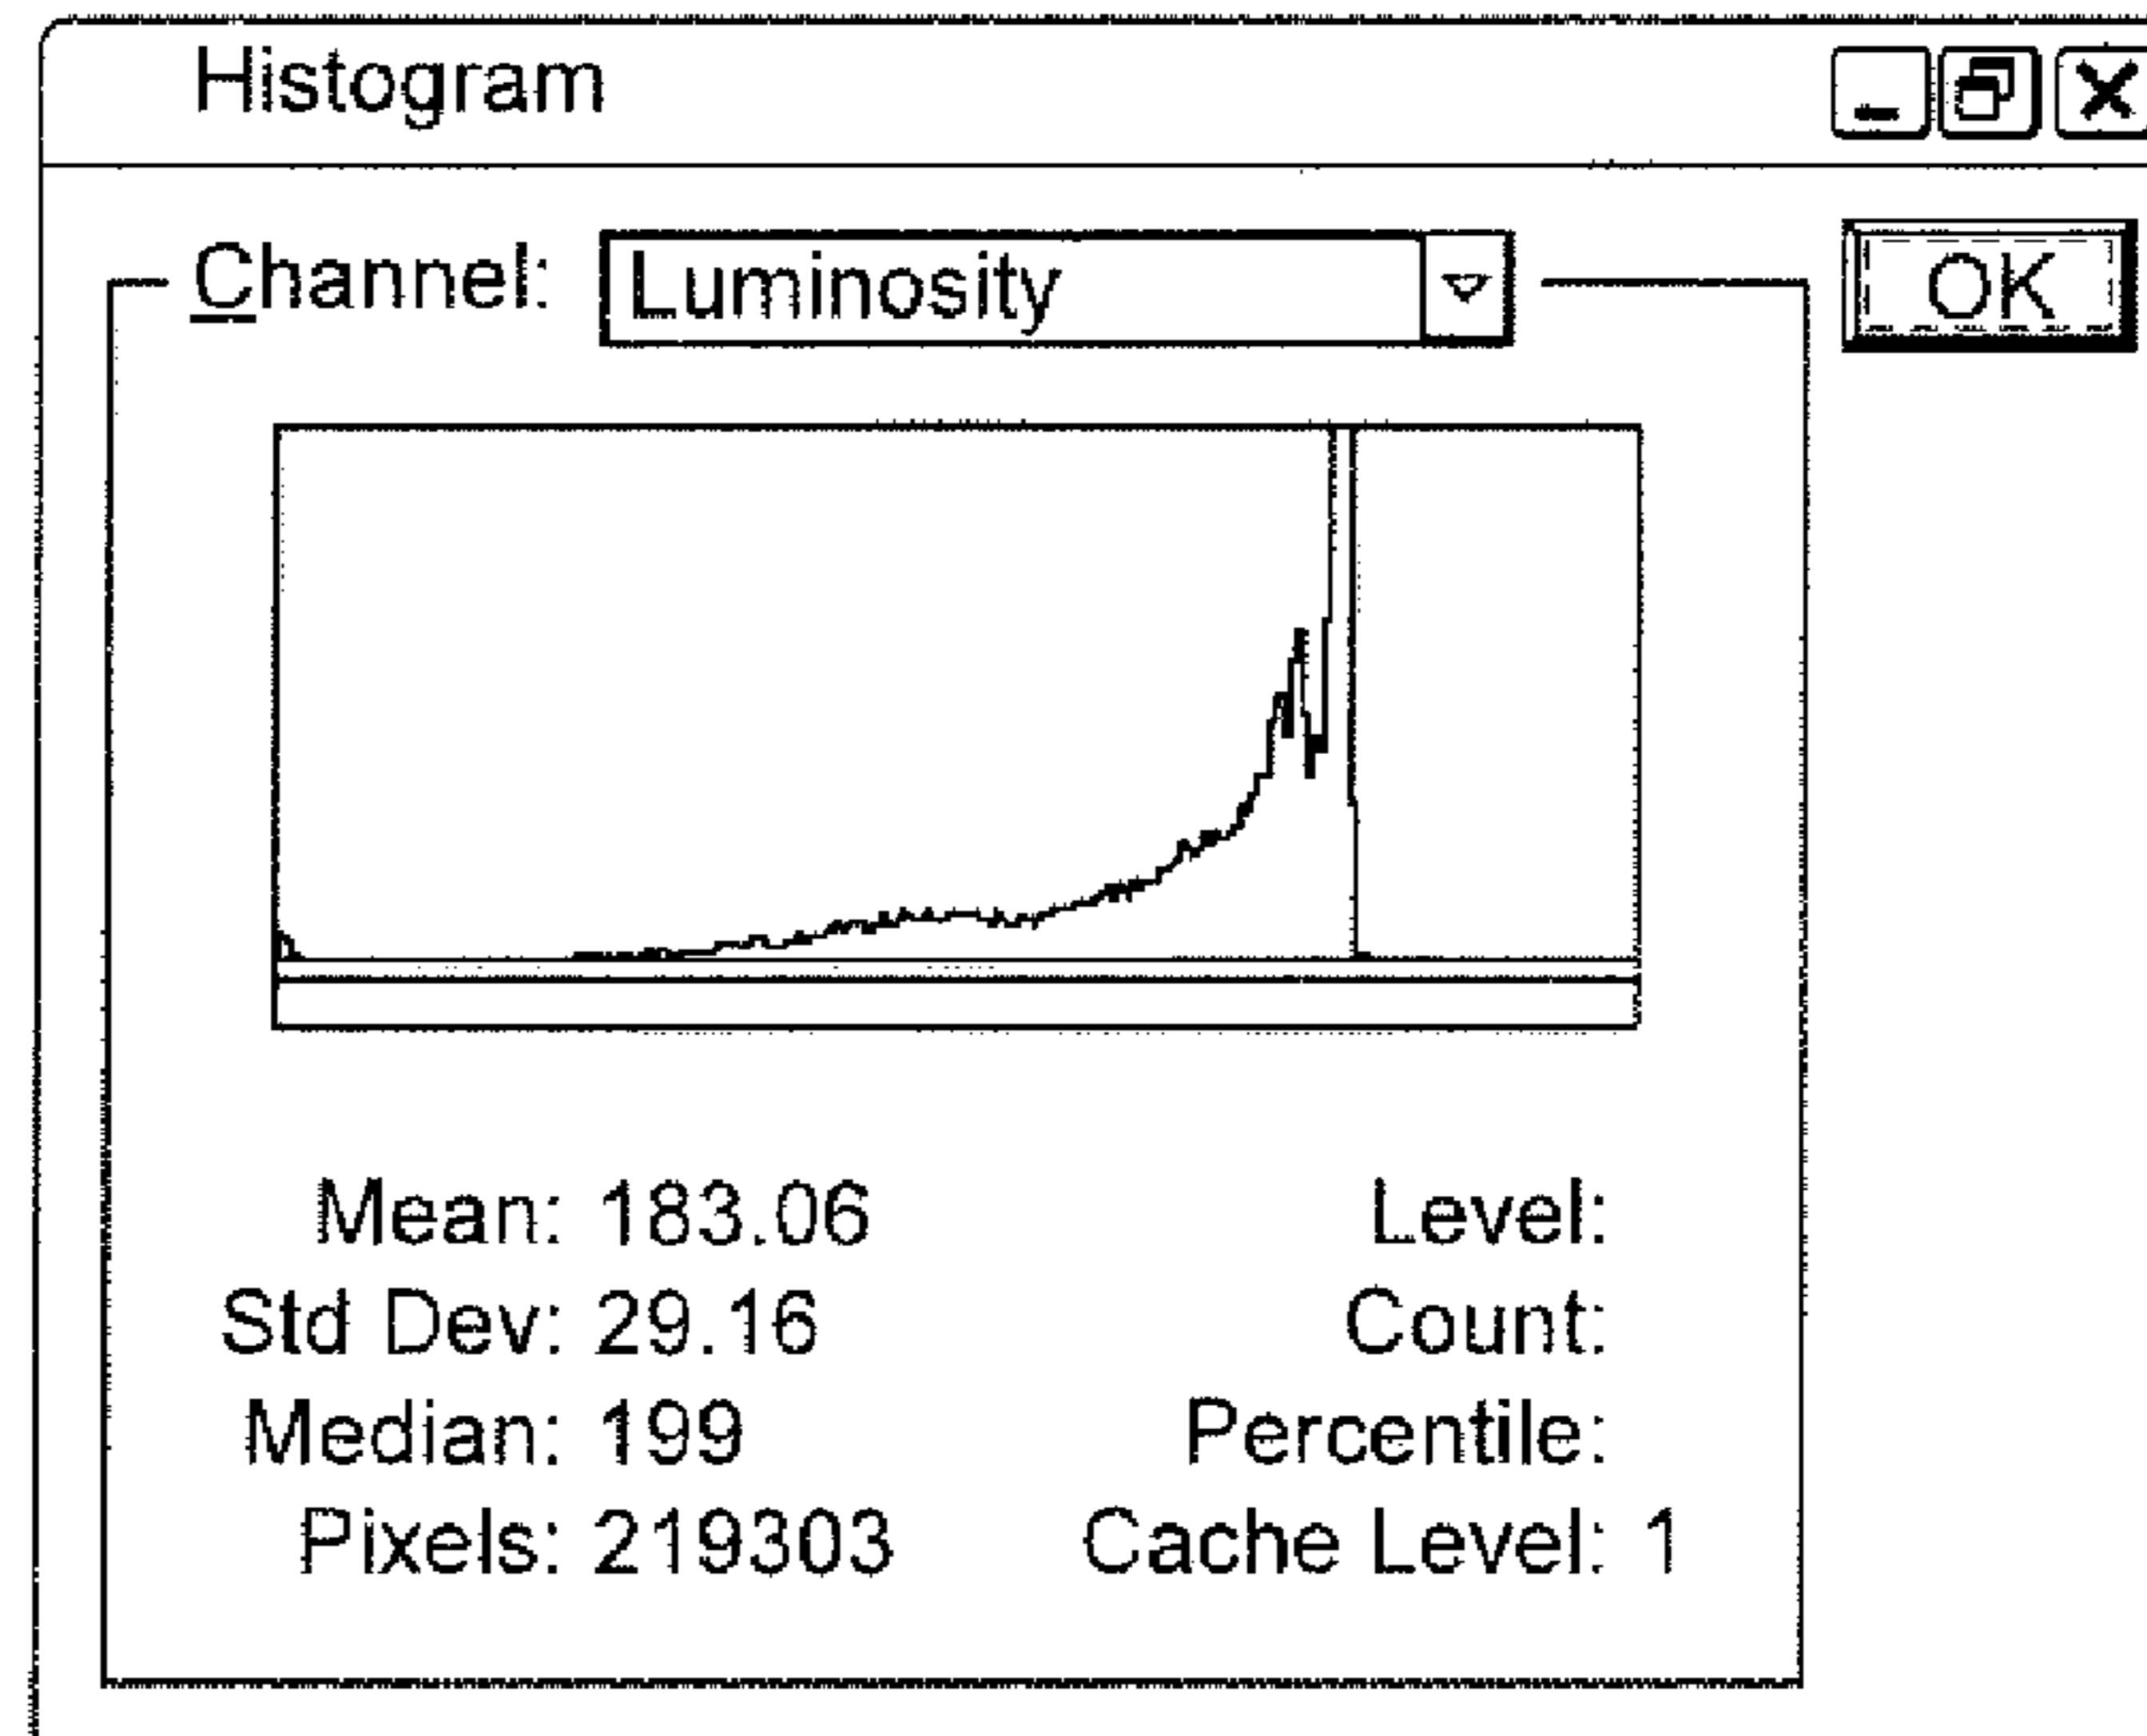 Histogram
Channel: Luminosity
OK
Mean: 183.06 Level:
Std Dev: 29.16 Count:
Median: 199 Percentile:
Pixels: 219303 Cache Level: 1